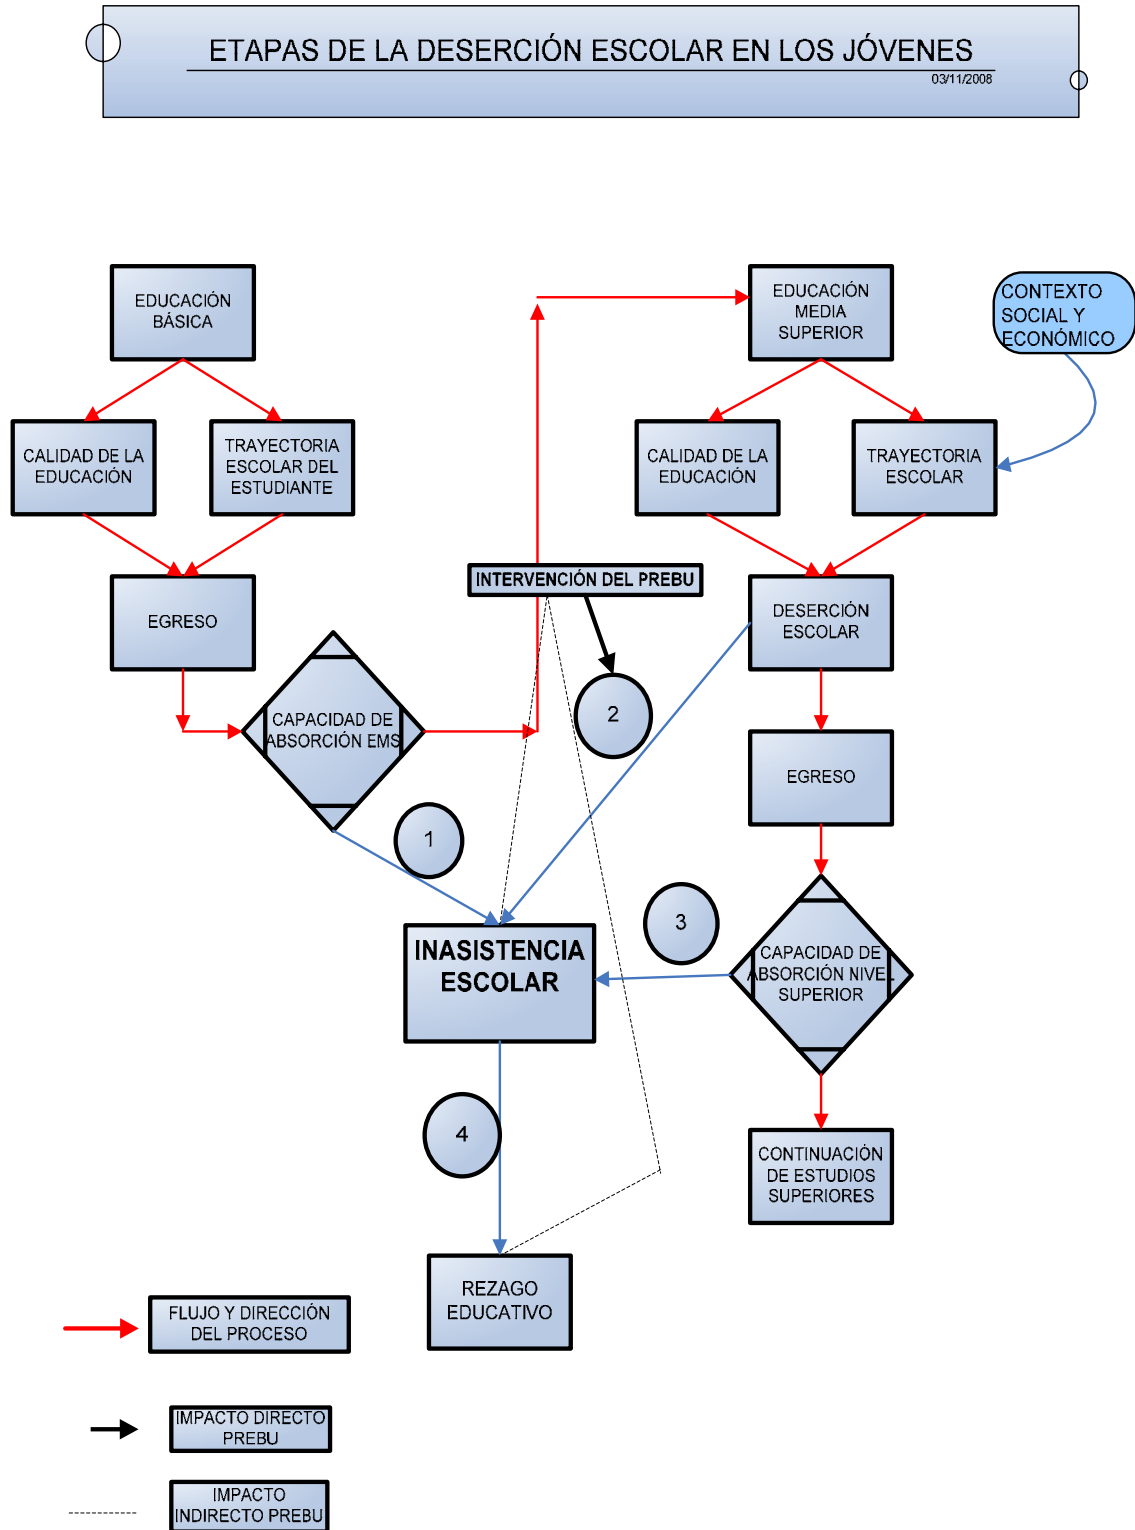 ETAPAS DE LA DESERCIÓN ESCOLAR EN LOS JÓVENES
03/11/2008
EDUCACIÓN
BÁSICA
EDUCACIÓN
MEDIA
SUPERIOR
CONTEXTO
SOCIAL Y
ECONÓMICO
CALIDAD DE LA
EDUCACIÓN
TRAYECTORIA
ESCOLAR DEL
ESTUDIANTE
CALIDAD DE LA
EDUCACIÓN
TRAYECTORIA
ESCOLAR
INTERVENCIÓN DEL PREBU
EGRESO
DESERCIÓN
ESCOLAR
CAPACIDAD DE
ABSORCIÓN EMS
2
EGRESO
1
3
INASISTENCIA
ESCOLAR
CAPACIDAD DE
ABSORCIÓN NIVEL
SUPERIOR
4
CONTINUACIÓN
DE ESTUDIOS
SUPERIORES
REZAGO
EDUCATIVO
FLUJO Y DIRECCIÓN
DEL PROCESO
IMPACTO DIRECTO
PREBU
IMPACTO
INDIRECTO PREBU